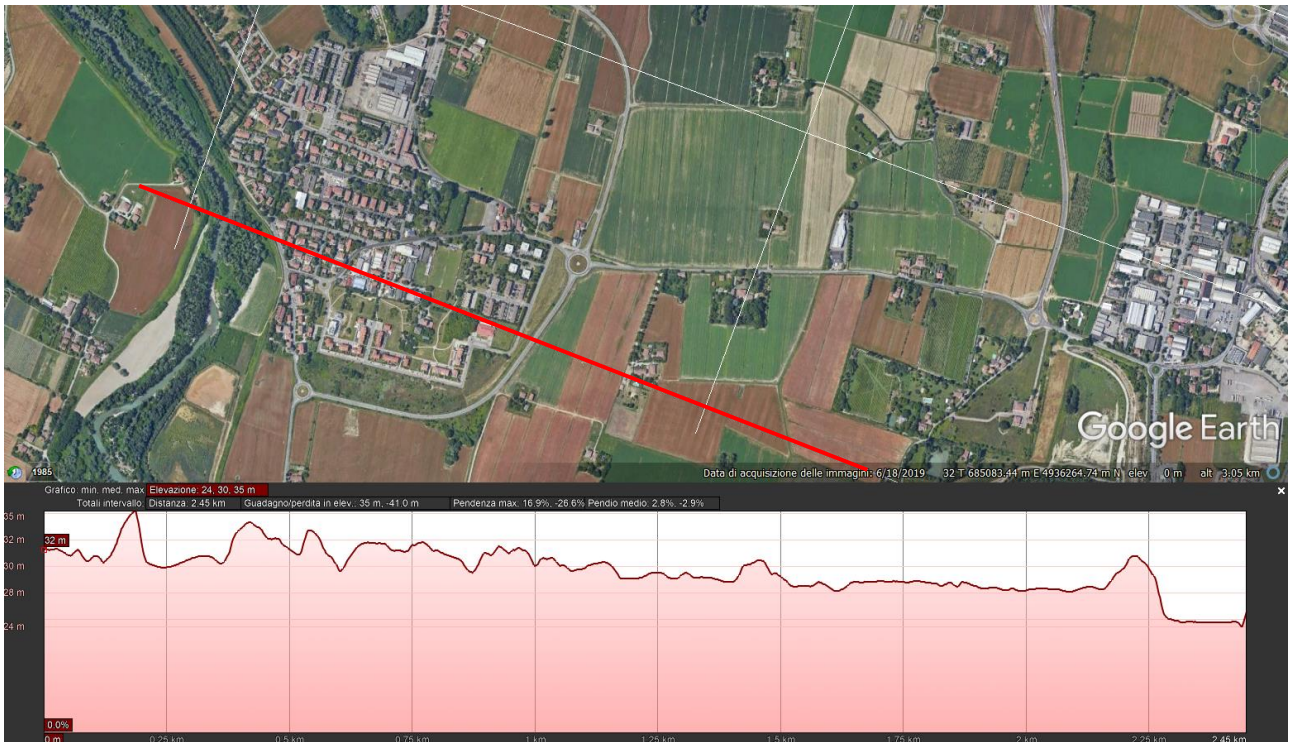 Google Earth
1985
Data di acquisizione delle immagini: 6/18/2019 32 T 685083.44 m E 4936264.74 m N elev 0 m alt 3.05 km
Grafico: min. med. max Elevazione: 24, 30, 35 m
Totali intervallo: Distanza: 2.45 km Guadagno/perdita in elev.: 35 m, -41.0 m Pendenza max: 16.9%, -26.6% Pendio medio: 2.8%, -2.9%
35 m
32 m 32 m
30 m
28 m
24 m
0.0%
0 m 0.25 km 0.5 km 0.75 km 1 km 1.25 km 1.5 km 1.75 km 2 km 2.25 km 2.45 km